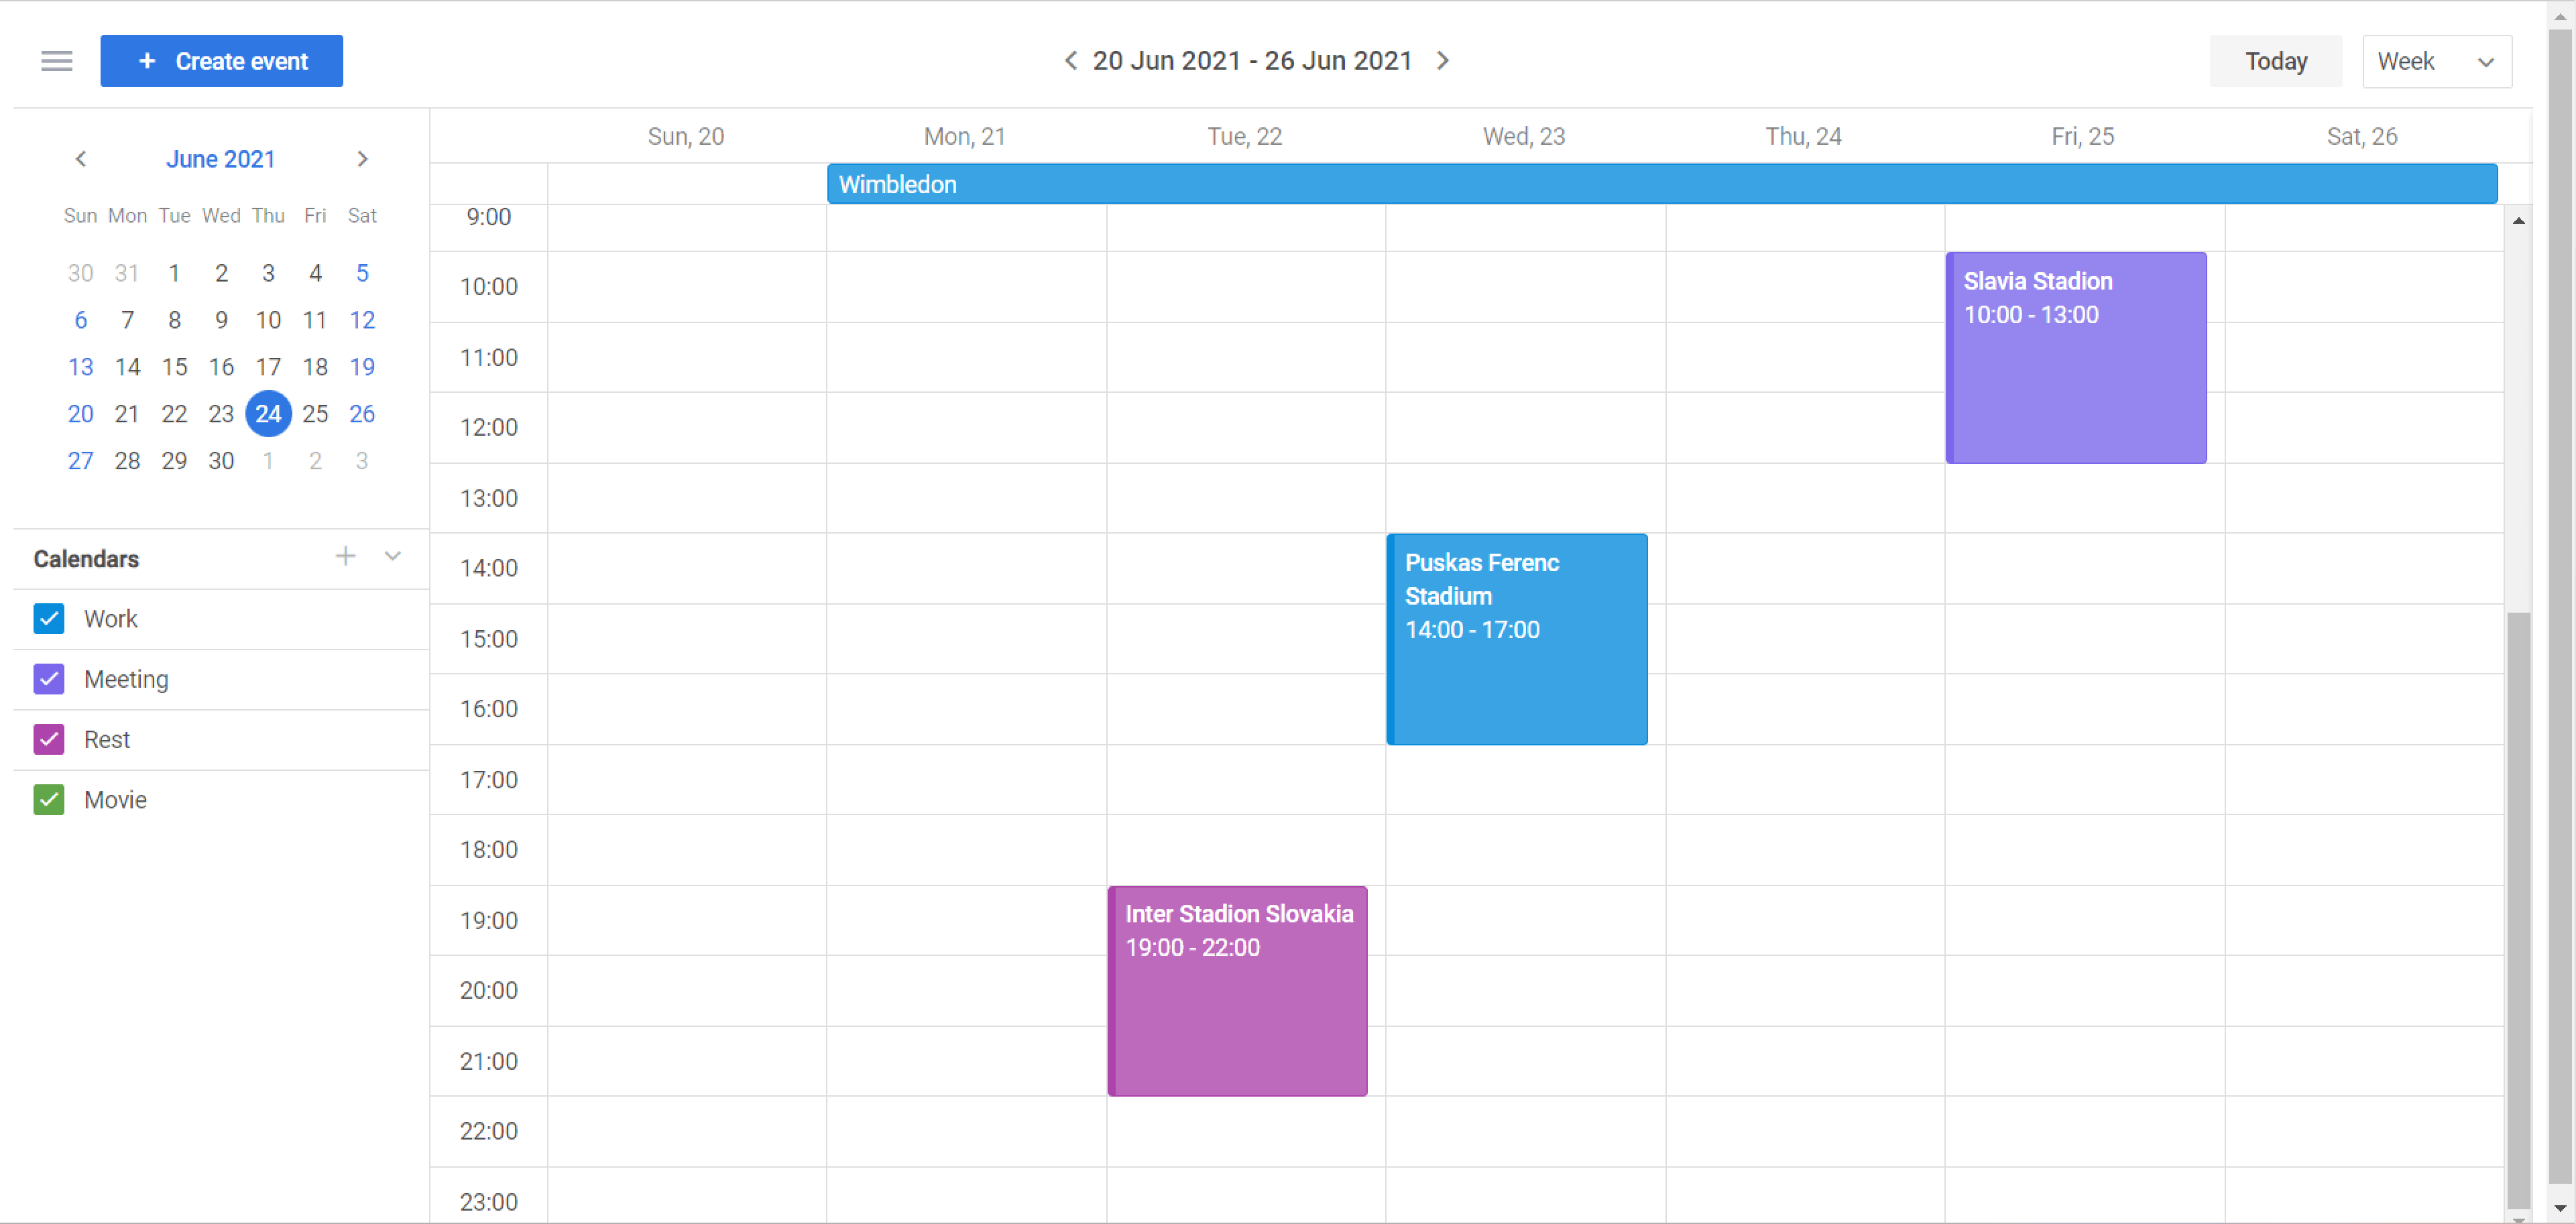 + Create event
20 Jun 2021 - 26 Jun 2021
Today
Week
June 2021
Sun Mon Tue Wed Thu Fri Sat
30 31 1 2 3 4 5
6 7 8 9 10 11 12
13 14 15 16 17 18 19
20 21 22 23 24 25 26
27 28 29 30 1 2 3
Calendars
Work
Meeting
Rest
Movie
Sun, 20 Mon, 21 Tue, 22 Wed, 23 Thu, 24 Fri, 25 Sat, 26
Wimbledon
9:00
10:00
Slavia Stadion
10:00 - 13:00
11:00
12:00
13:00
14:00
Puskas Ferenc
Stadium
14:00 - 17:00
15:00
16:00
17:00
18:00
19:00
Inter Stadion Slovakia
19:00 - 22:00
20:00
21:00
22:00
23:00